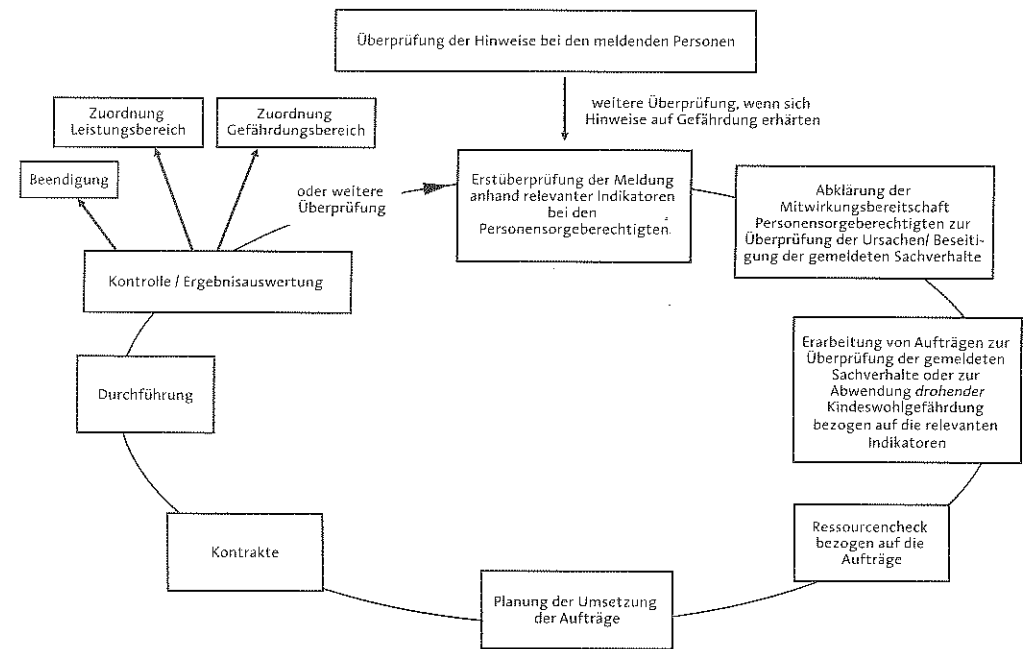 Überprüfung der Hinweise bei den meldenden Personen
weitere Überprüfung, wenn sich
Hinweise auf Gefährdung erhärten
Zuordnung
Leistungsbereich
Zuordnung
Gefährdungsbereich
Beendigung
oder weitere
Überprüfung
Erstüberprüfung der Meldung
anhand relevanter Indikatoren
bei den
Personensorgeberechtigten
Abklärung der
Mitwirkungsbereitschaft
Personensorgeberechtigten zur
Überprüfung der Ursachen/ Beseiti-
gung der gemeldeten Sachverhalte
Kontrolle / Ergebnisauswertung
Erarbeitung von Aufträgen zur
Überprüfung der gemeldeten
Sachverhalte oder zur
Abwendung drohender
Kindeswohlgefährdung
bezogen auf die relevanten
Indikatoren
Durchführung
Ressourcencheck
bezogen auf die
Aufträge
Kontrakte
Planung der Umsetzung
der Aufträge